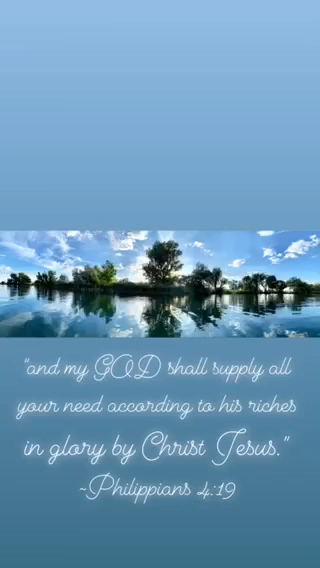 "and my GOD shall supply all
your need according to his riches
in glory by Christ Jesus."
~Philippians 4:19